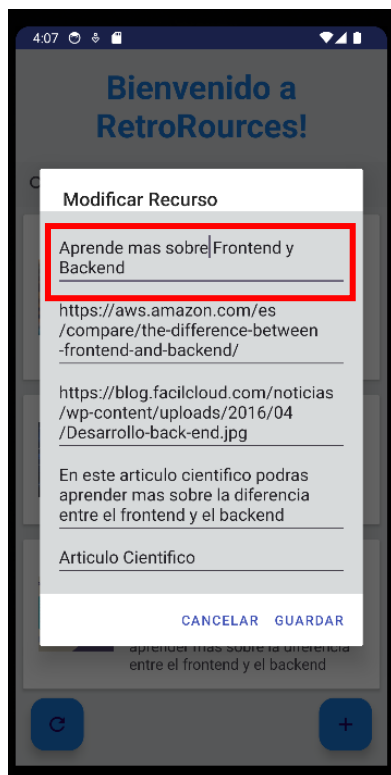 4:07
Bienvenido a
RetroRources!
Modificar Recurso
Aprende mas sobre Frontend y
Backend
https://aws.amazon.com/es
/compare/the-difference-between
-frontend-and-backend/
https://blog.facilcloud.com/noticias
/wp-content/uploads/2016/04
/Desarrollo-back-end.jpg
En este articulo cientifico podras
aprender mas sobre la diferencia
entre el frontend y el backend
Articulo Cientifico
CANCELAR GUARDAR
aprender mas sobre la diferencia
entre el frontend y el backend